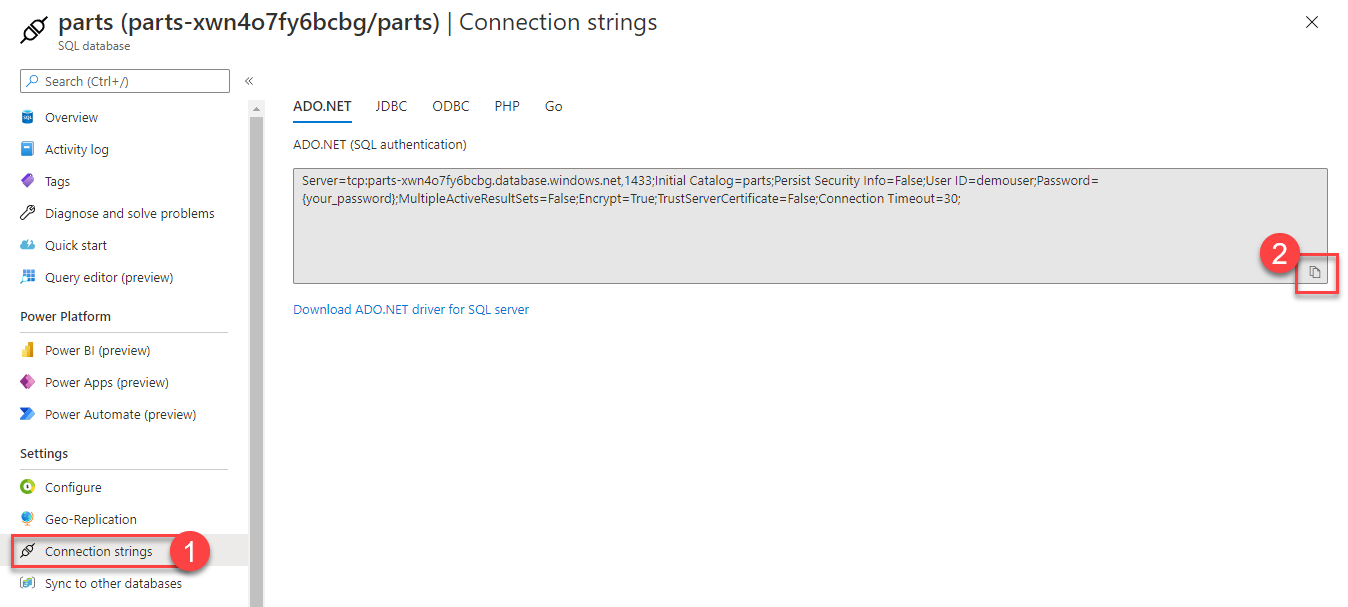 parts (parts-xwn4o7fy6bcbg/parts) | Connection strings
SQL database
Search (Ctrl+/)
«
Overview
Activity log
Tags
Diagnose and solve problems
Quick start
Query editor (preview)
Power Platform
Power BI (preview)
Power Apps (preview)
Power Automate (preview)
Settings
Configure
Geo-Replication
Connection strings
1
Sync to other databases
ADO.NET JDBC ODBC PHP Go
ADO.NET (SQL authentication)
Server=tcp:parts-xwn4o7fy6bcbg.database.windows.net,1433;Initial Catalog=parts;Persist Security Info=False;User ID=demouser;Password=
{your_password};MultipleActiveResultSets=False;Encrypt=True;TrustServerCertificate=False;Connection Timeout=30;
2
Download ADO.NET driver for SQL server